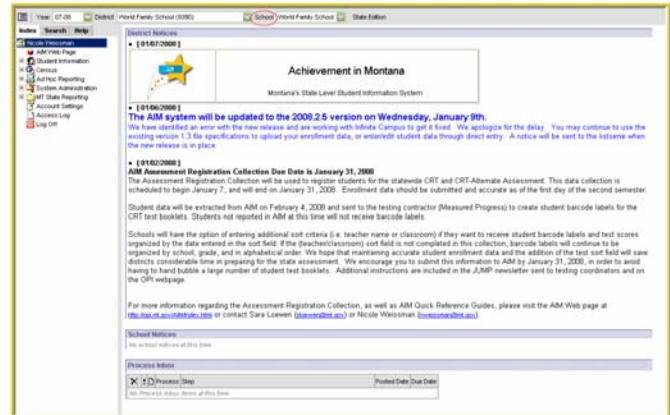 Year 07-08 District World Family School (9390) School World Family School State Edition
Index Search Help
Nicole Weissman
AIM Web Page
Student Information
Census
Ad Hoc Reporting
System Administration
MT State Reporting
Account Settings
Access Log
Log Off
District Notices
• [01/07/2008]
Achievement in Montana
Montana's State Level Student Information System
• [01/06/2008]
The AIM system will be updated to the 2008.2.5 version on Wednesday, January 9th.
We have identified an error with the new release and are working with Infinite Campus to get it fixed. We apologize for the delay. You may continue to use the
existing version 1.3 file specifications to upload your enrollment data, or enter/edit student data through direct entry. A notice will be sent to the listserve when
the new release is in place.
• [01/02/2008]
AIM Assessment Registration Collection Due Date is January 31, 2008
The Assessment Registration Collection will be used to register students for the statewide CRT and CRT-Alternate Assessment. This data collection is
scheduled to begin January 7, and will end on January 31, 2008. Enrollment data should be submitted and accurate as of the first day of the second semester.
Student data will be extracted from AIM on February 4, 2008 and sent to the testing contractor (Measured Progress) to create student barcode labels for the
CRT test booklets. Students not reported in AIM at this time will not receive barcode labels.
Schools will have the option of entering additional sort criteria (i.e. teacher name or classroom) if they want to receive student barcode labels and test scores
organized by the date entered in the sort field. If the (teacher/classroom) sort field is not completed in this collection, barcode labels will continue to be
organized by school, grade, and in alphabetical order. We hope that maintaining accurate student enrollment data and the addition of the test sort field will save
districts considerable time in preparing for the state assessment. We encourage you to submit this information to AIM by January 31, 2008, in order to avoid
having to hand bubble a large number of student test booklets. Additional instructions are included in the JUMP newsletter sent to testing coordinators and on
the OPI webpage.
For more information regarding the Assessment Registration Collection, as well as AIM Quick Reference Guides, please visit the AIM Web page at
http://opi.mt.gov/AIM/Index.html or contact Sara Loewen (sloewen@mt.gov) or Nicole Weissman (nweissman@mt.gov).
School Notices
No school notices at this time
Process Inbox
Process Step Posted Date Due Date
No Process Inbox items at this time